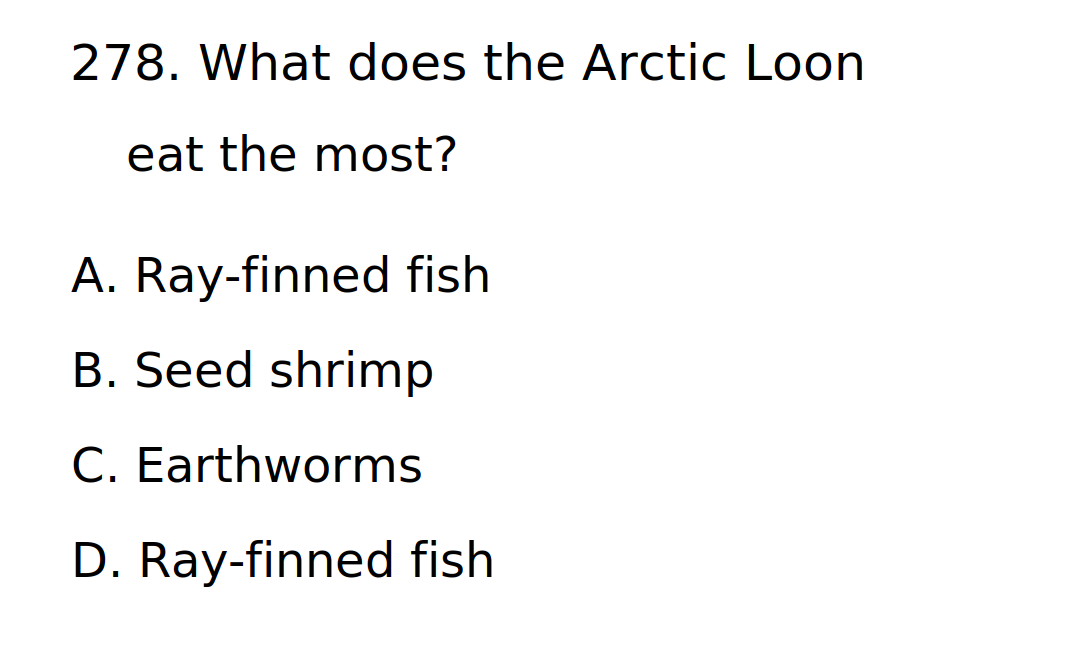 278. What does the Arctic Loon
eat the most?
A. Ray-finned fish
B. Seed shrimp
C. Earthworms
D. Ray-finned fish